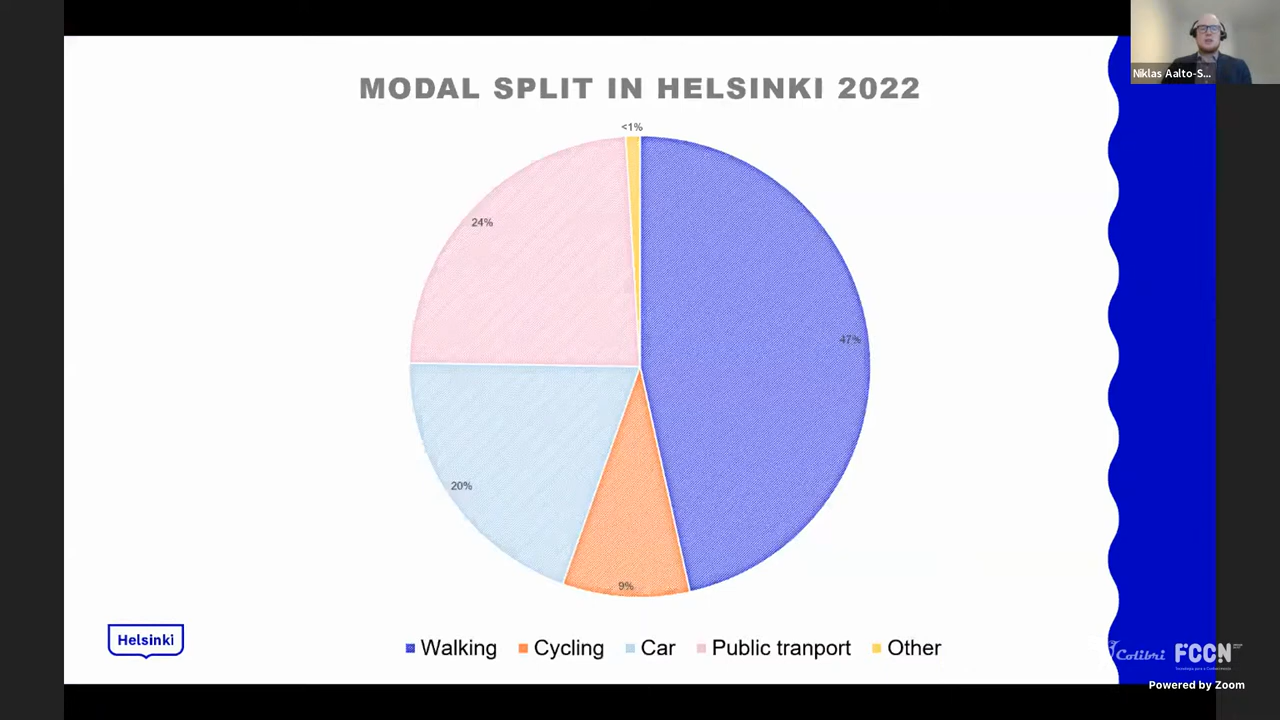 Niklas Aalto-S...
MODAL SPLIT IN HELSINKI 2022
<1%
24%
47%
20%
9%
Helsinki
Walking Cycling Car Public tranport Other
Colibri FCCN
Powered by Zoom